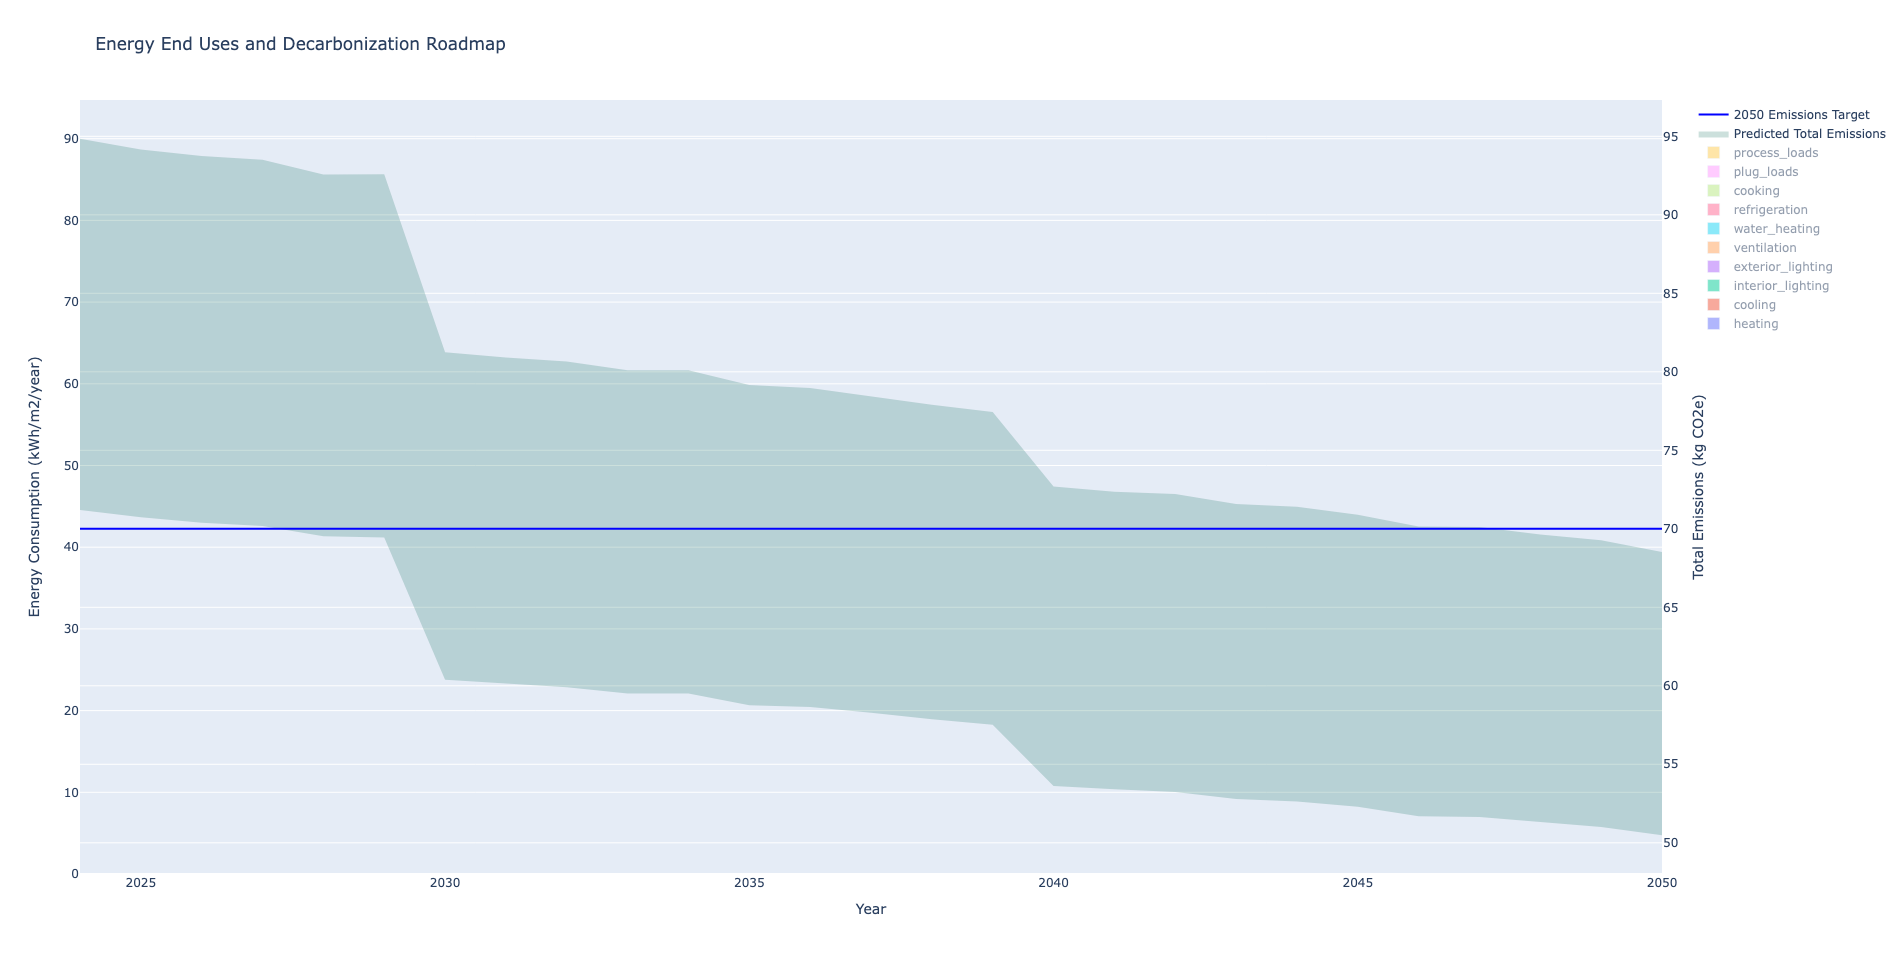 Energy End Uses and Decarbonization Roadmap
Energy Consumption (kWh/m2/year)
90
80
70
60
50
40
30
20
10
0
2025
2030
2035
2040
2045
2050
Year
95
90
85
80
75
70
65
60
55
50
Total Emissions (kg CO2e)
2050 Emissions Target
Predicted Total Emissions
process_loads
plug_loads
cooking
refrigeration
water_heating
ventilation
exterior_lighting
interior_lighting
cooling
heating